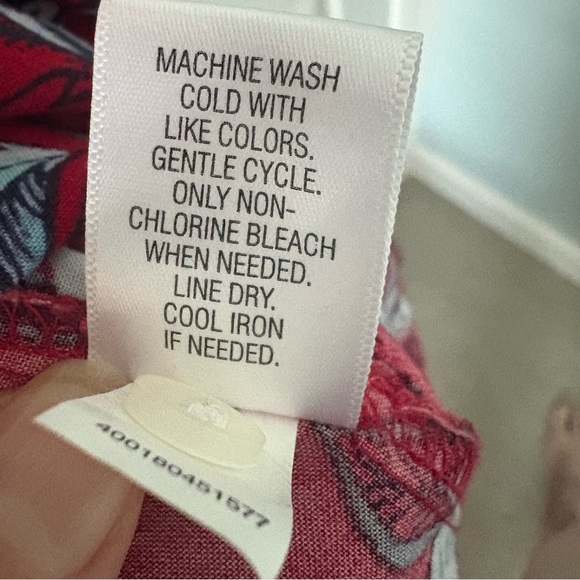 MACHINE WASH
COLD WITH
LIKE COLORS.
GENTLE CYCLE.
ONLY NON-
CHLORINE BLEACH
WHEN NEEDED.
LINE DRY.
COOL IRON
IF NEEDED.
400180451577